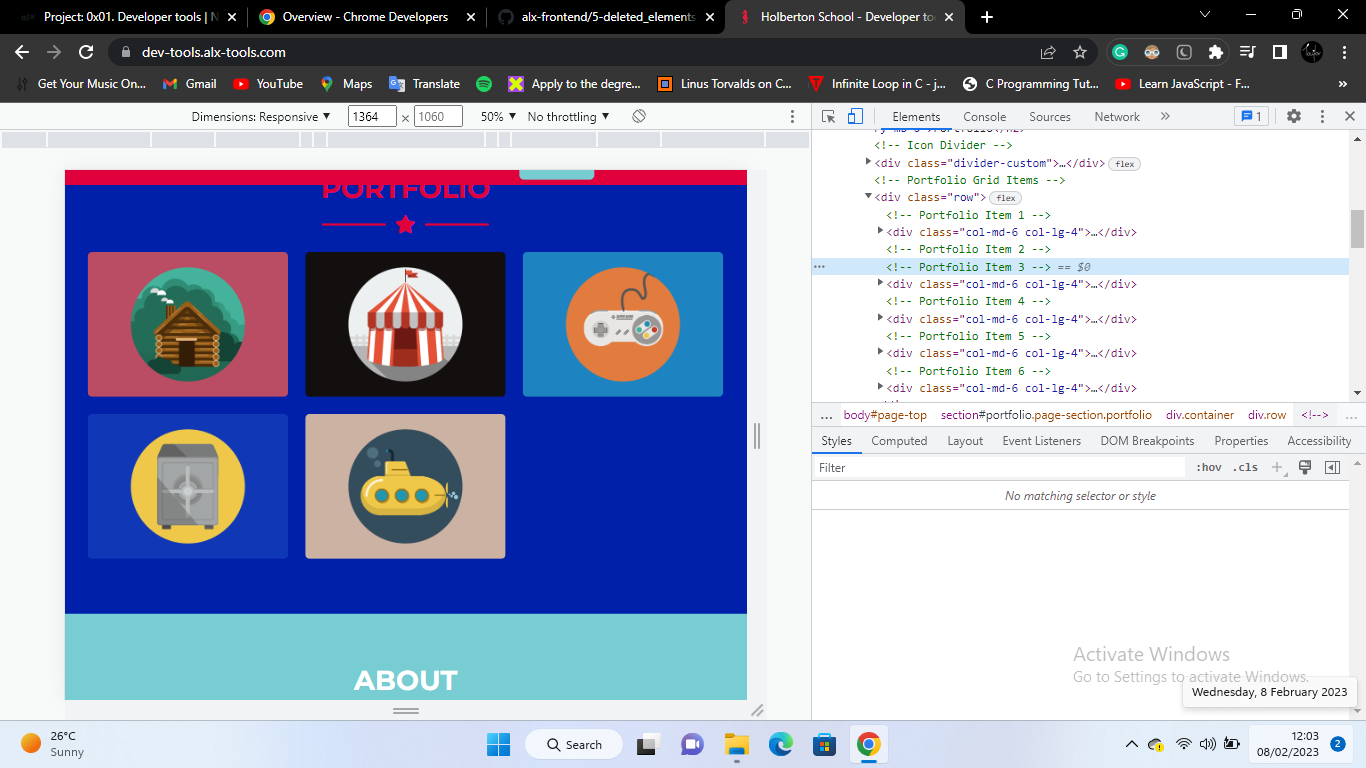 Project: 0x01. Developer tools | N
Overview - Chrome Developers
alx-frontend/5-deleted_elements
Holberton School - Developer to
dev-tools.alx-tools.com
Get Your Music On...
Gmail
YouTube
Maps
Translate
Apply to the degre...
Linus Torvalds on C...
Infinite Loop in C - j...
C Programming Tut...
Learn JavaScript - F...
»
Dimensions: Responsive
1364 × 1060
50%
No throttling
Elements
Console
Sources
Network
»
1
<!-- Icon Divider -->
<div class="divider-custom">…</div> flex
<!-- Portfolio Grid Items -->
<div class="row"> flex
<!-- Portfolio Item 1 -->
<div class="col-md-6 col-lg-4">…</div>
<!-- Portfolio Item 2 -->
<!-- Portfolio Item 3 --> == $0
<div class="col-md-6 col-lg-4">…</div>
<!-- Portfolio Item 4 -->
<div class="col-md-6 col-lg-4">…</div>
<!-- Portfolio Item 5 -->
<div class="col-md-6 col-lg-4">…</div>
<!-- Portfolio Item 6 -->
<div class="col-md-6 col-lg-4">…</div>
... body#page-top section#portfolio.page-section.portfolio div.container div.row <!--> ...
Styles
Computed
Layout
Event Listeners
DOM Breakpoints
Properties
Accessibility
Filter
:hov .cls
No matching selector or style
PORTFOLIO
ABOUT
Activate Windows
Go to Settings to activate Windows.
Wednesday, 8 February 2023
26°C
Sunny
Search
12:03
08/02/2023
2